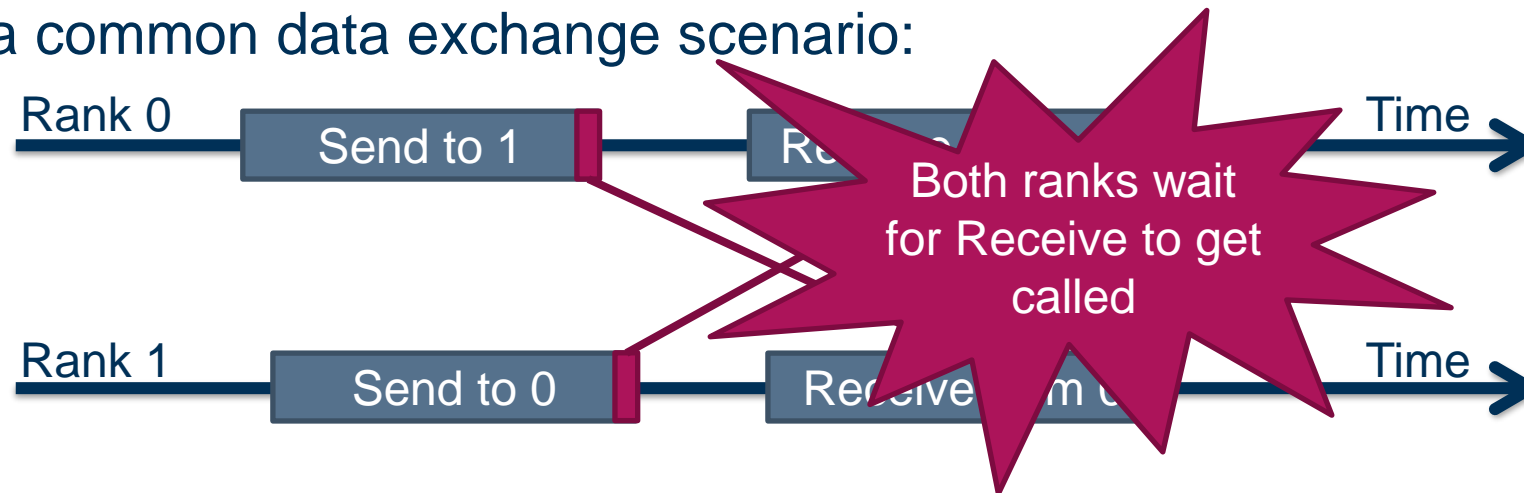 a common data exchange scenario:
Rank 0
Time
Send to 1
Both ranks wait
for Receive to get
called
Rank 1
Time
Send to 0
Receive